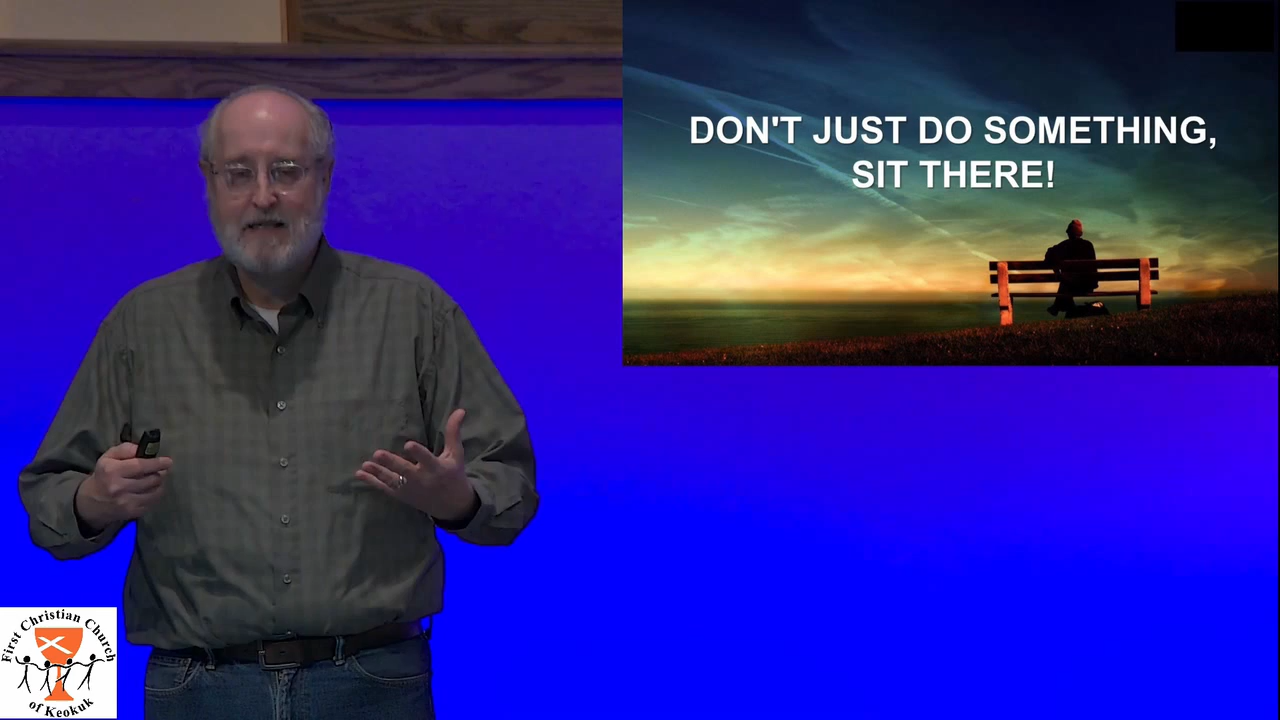 DON'T JUST DO SOMETHING,
SIT THERE!
First Christian Church
of Keokuk